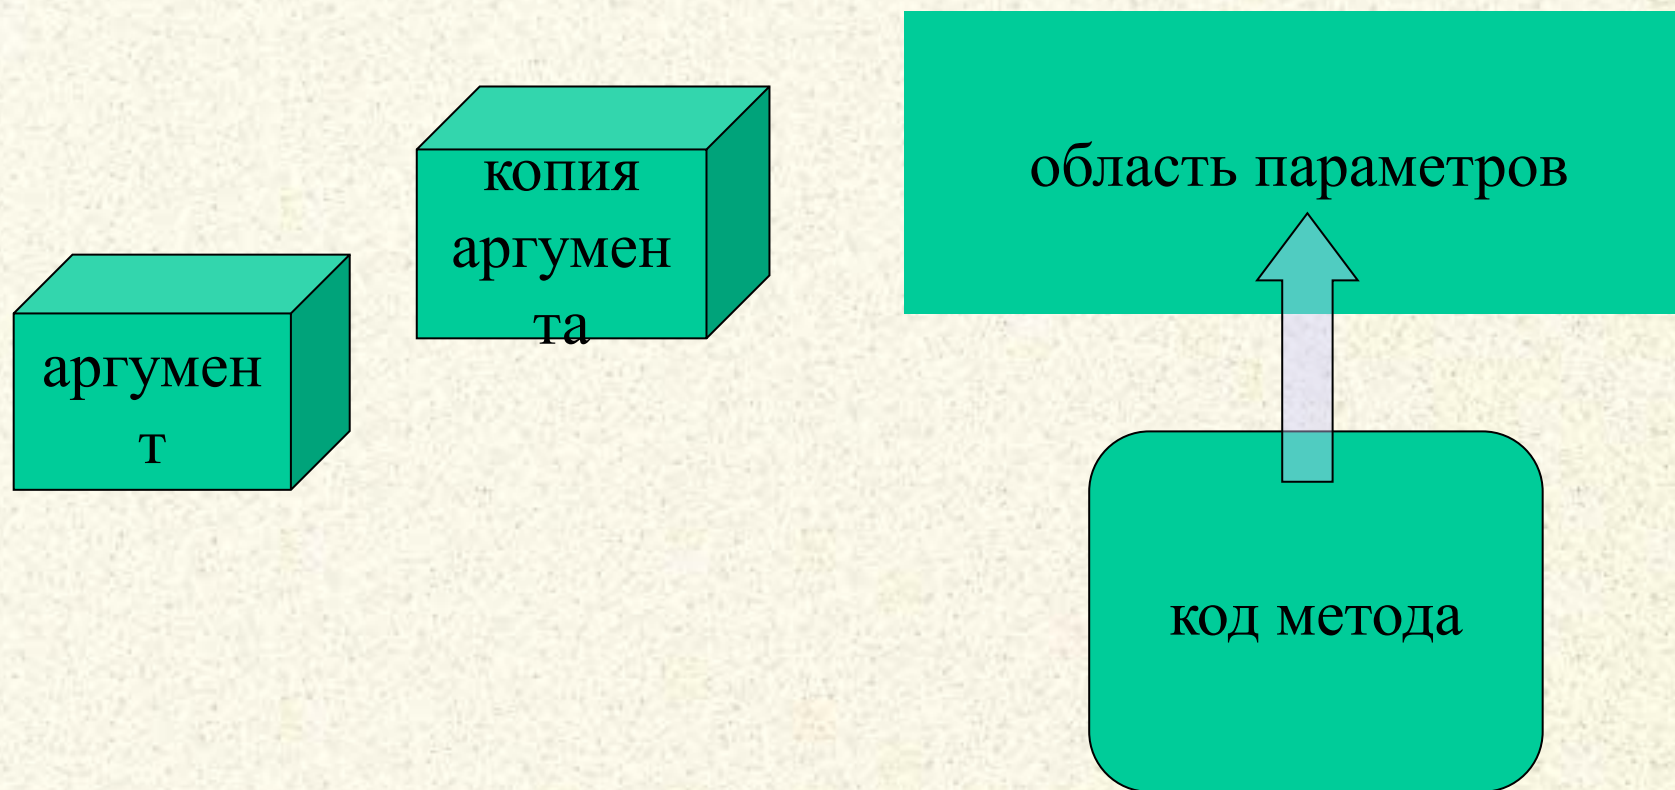 копия
аргумен
та
область параметров
аргумен
т
код метода